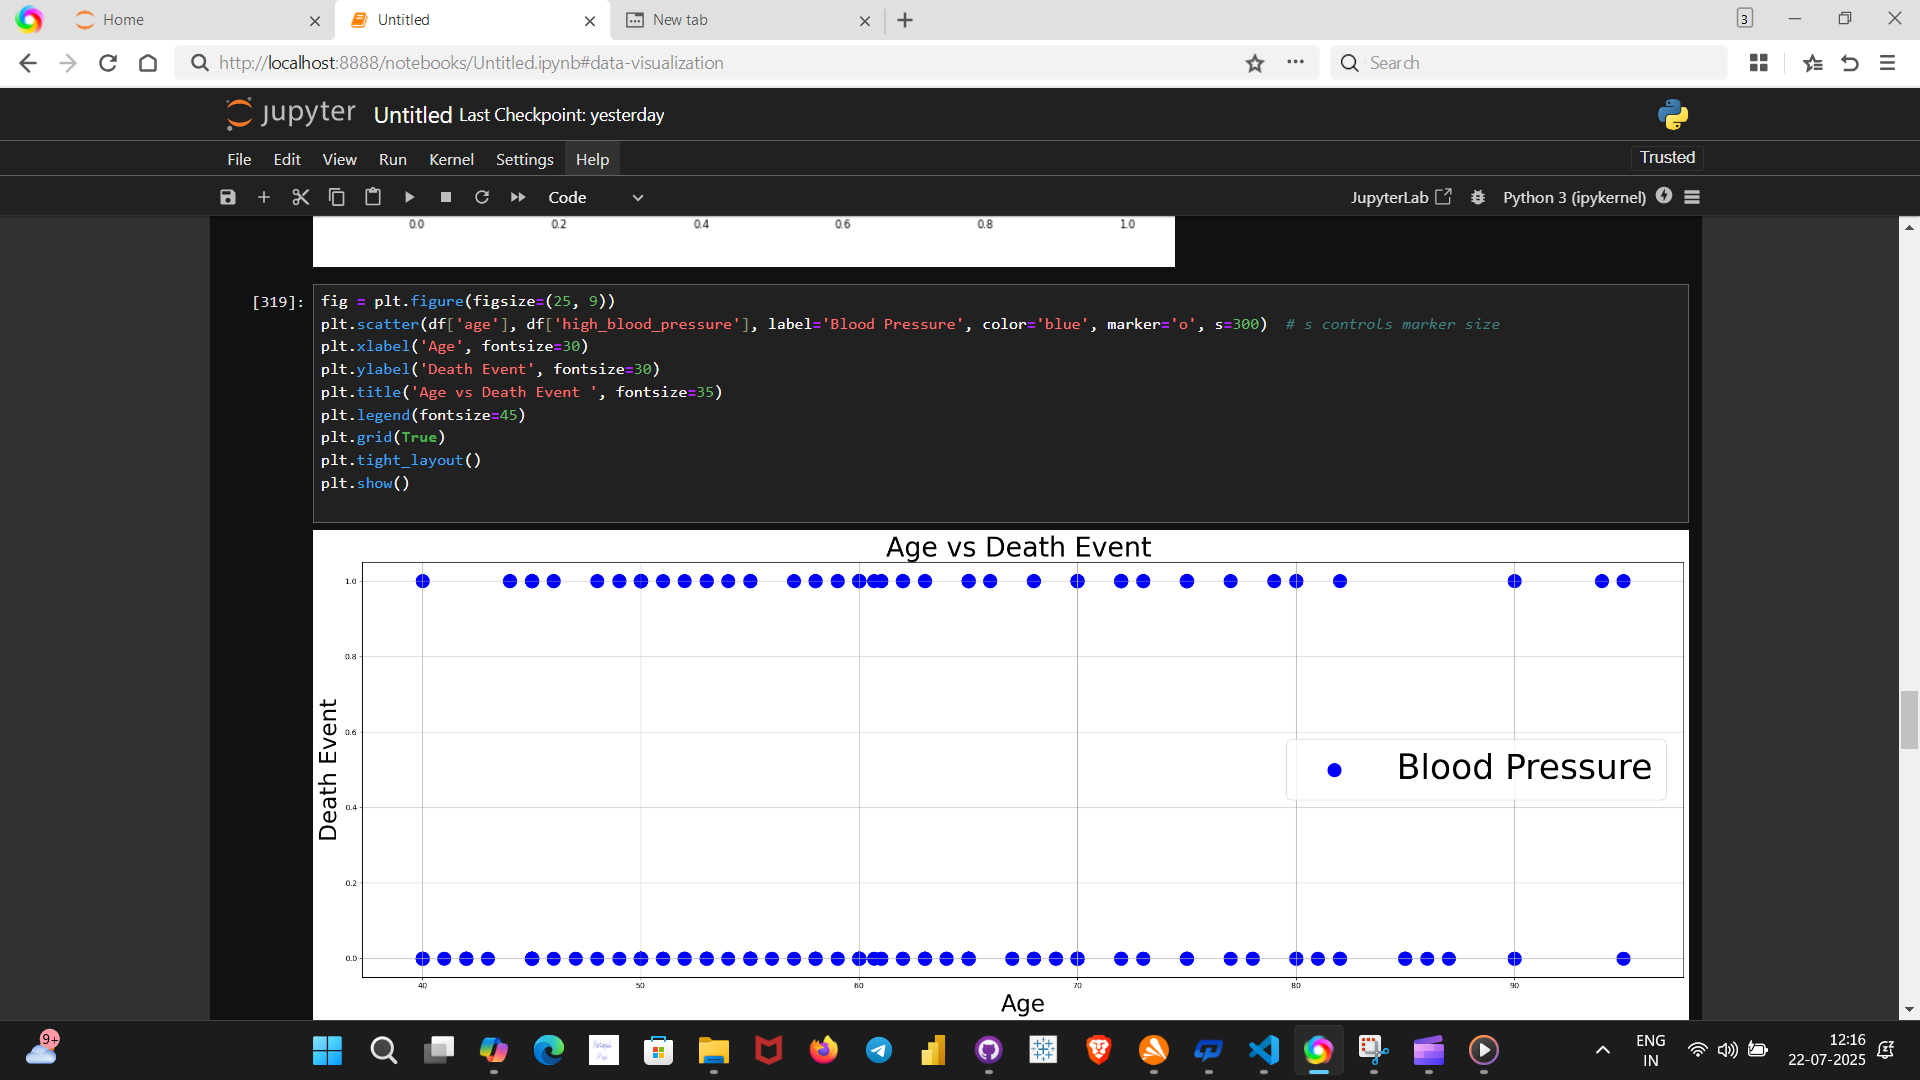 Home
Untitled
New tab
3
http://localhost:8888/notebooks/Untitled.ipynb#data-visualization
Search
jupyter Untitled Last Checkpoint: yesterday
File Edit View Run Kernel Settings Help
Trusted
Code
JupyterLab
Python 3 (ipykernel)
0.0 0.2 0.4 0.6 0.8 1.0
[319]:
fig = plt.figure(figsize=(25, 9))
plt.scatter(df['age'], df['high_blood_pressure'], label='Blood Pressure', color='blue', marker='o', s=300)  # s controls marker size
plt.xlabel('Age', fontsize=30)
plt.ylabel('Death Event', fontsize=30)
plt.title('Age vs Death Event ', fontsize=35)
plt.legend(fontsize=45)
plt.grid(True)
plt.tight_layout()
plt.show()
Age vs Death Event
1.0
0.8
0.6
0.4
0.2
0.0
Death Event
Blood Pressure
40 50 60 70 80 90
Age
9+
ENG
IN
12:16
22-07-2025